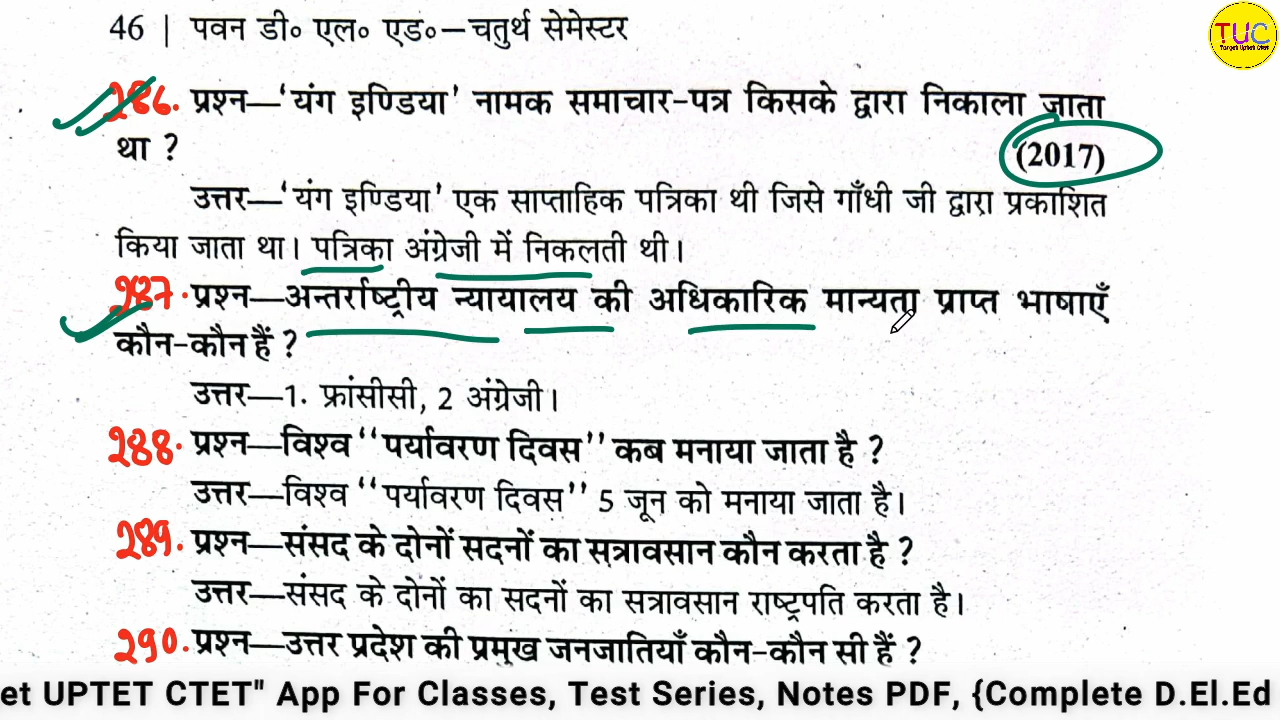 46 | पवन डी० एल० एड०—चतुर्थ सेमेस्टर
TUC
Target Uptet Ctet
286. प्रश्न—'यंग इण्डिया' नामक समाचार-पत्र किसके द्वारा निकाला जाता
था ? (2017)
उत्तर—'यंग इण्डिया' एक साप्ताहिक पत्रिका थी जिसे गाँधी जी द्वारा प्रकाशित
किया जाता था। पत्रिका अंग्रेजी में निकलती थी।
287. प्रश्न—अन्तर्राष्ट्रीय न्यायालय की अधिकारिक मान्यता प्राप्त भाषाएँ
कौन-कौन हैं ?
उत्तर—1. फ्रांसीसी, 2 अंग्रेजी।
288. प्रश्न—विश्व ‘‘पर्यावरण दिवस’’ कब मनाया जाता है ?
उत्तर—विश्व ‘‘पर्यावरण दिवस’’ 5 जून को मनाया जाता है।
289. प्रश्न—संसद के दोनों सदनों का सत्रावसान कौन करता है ?
उत्तर—संसद के दोनों का सदनों का सत्रावसान राष्ट्रपति करता है।
290. प्रश्न—उत्तर प्रदेश की प्रमुख जनजातियाँ कौन-कौन सी हैं ?
et UPTET CTET" App For Classes, Test Series, Notes PDF, {Complete D.El.Ed